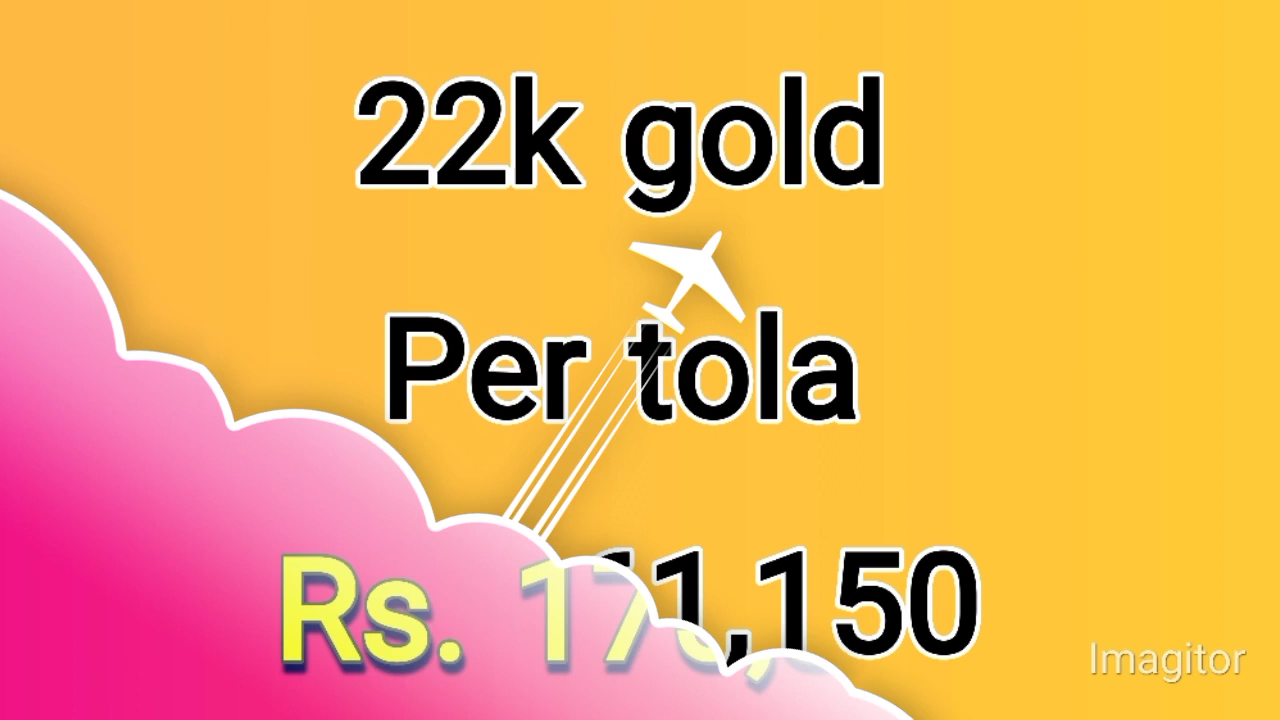 22k gold
Per tola
Rs.
Imagitor